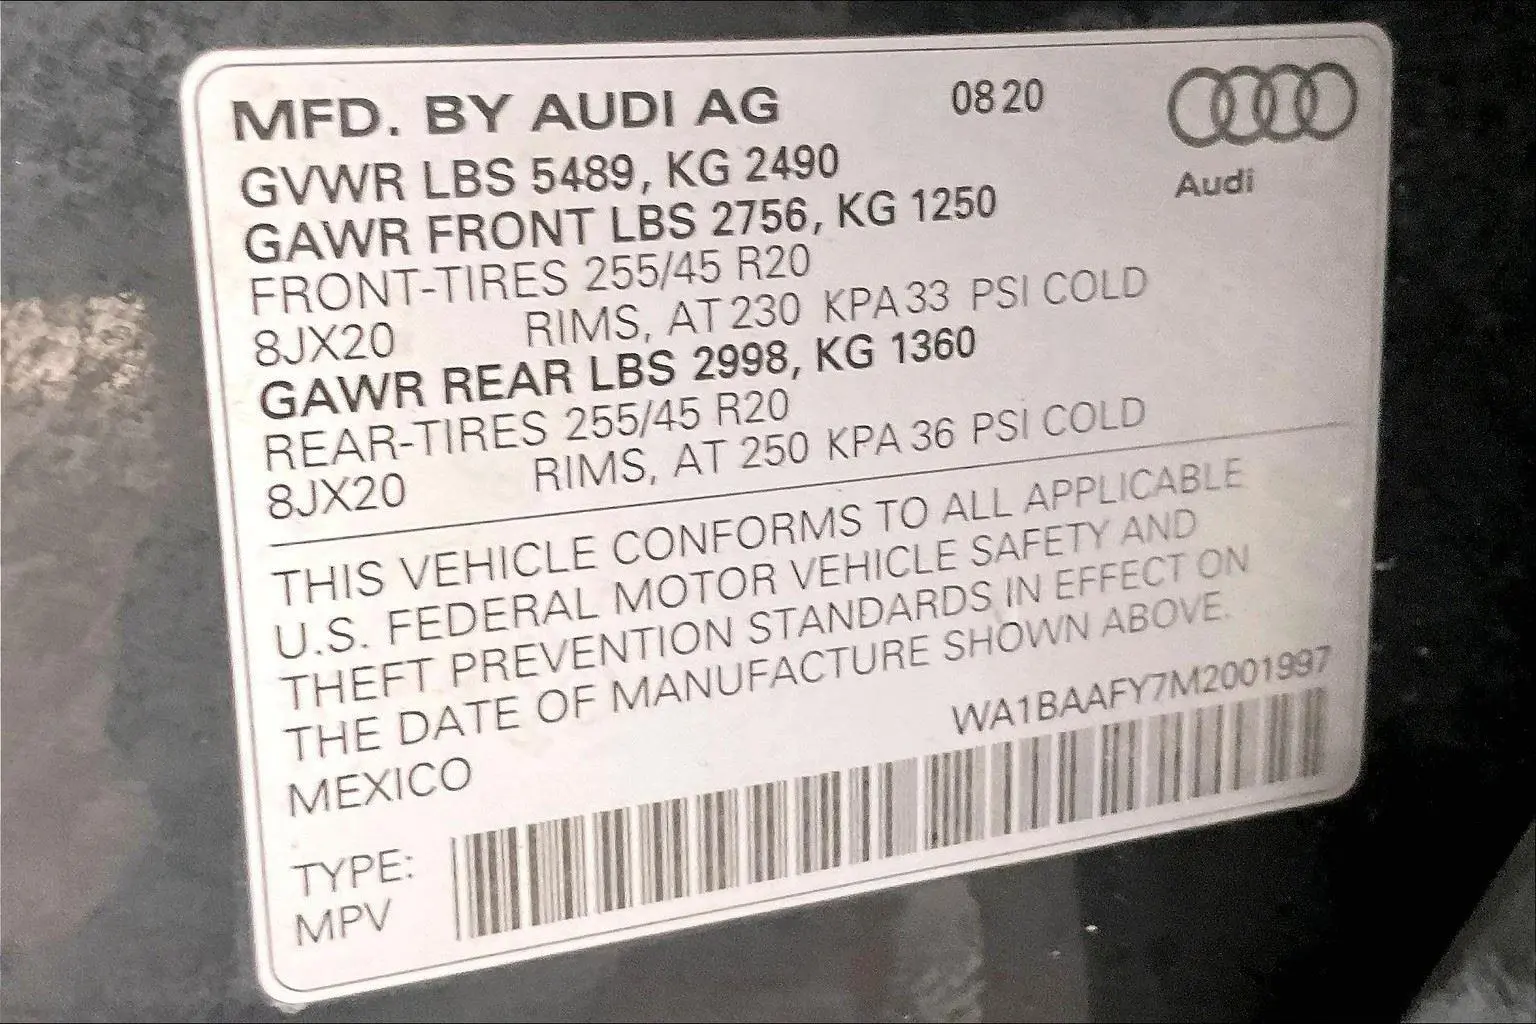 MFD. BY AUDI AG 08 20
Audi
GVWR LBS 5489, KG 2490
GAWR FRONT LBS 2756, KG 1250
FRONT-TIRES 255/45 R20
8JX20 RIMS, AT 230 KPA 33 PSI COLD
GAWR REAR LBS 2998, KG 1360
REAR-TIRES 255/45 R20
8JX20 RIMS, AT 250 KPA 36 PSI COLD
THIS VEHICLE CONFORMS TO ALL APPLICABLE
U.S. FEDERAL MOTOR VEHICLE SAFETY AND
THEFT PREVENTION STANDARDS IN EFFECT ON
THE DATE OF MANUFACTURE SHOWN ABOVE.
MEXICO WA1BAAFY7M2001997
TYPE:
MPV